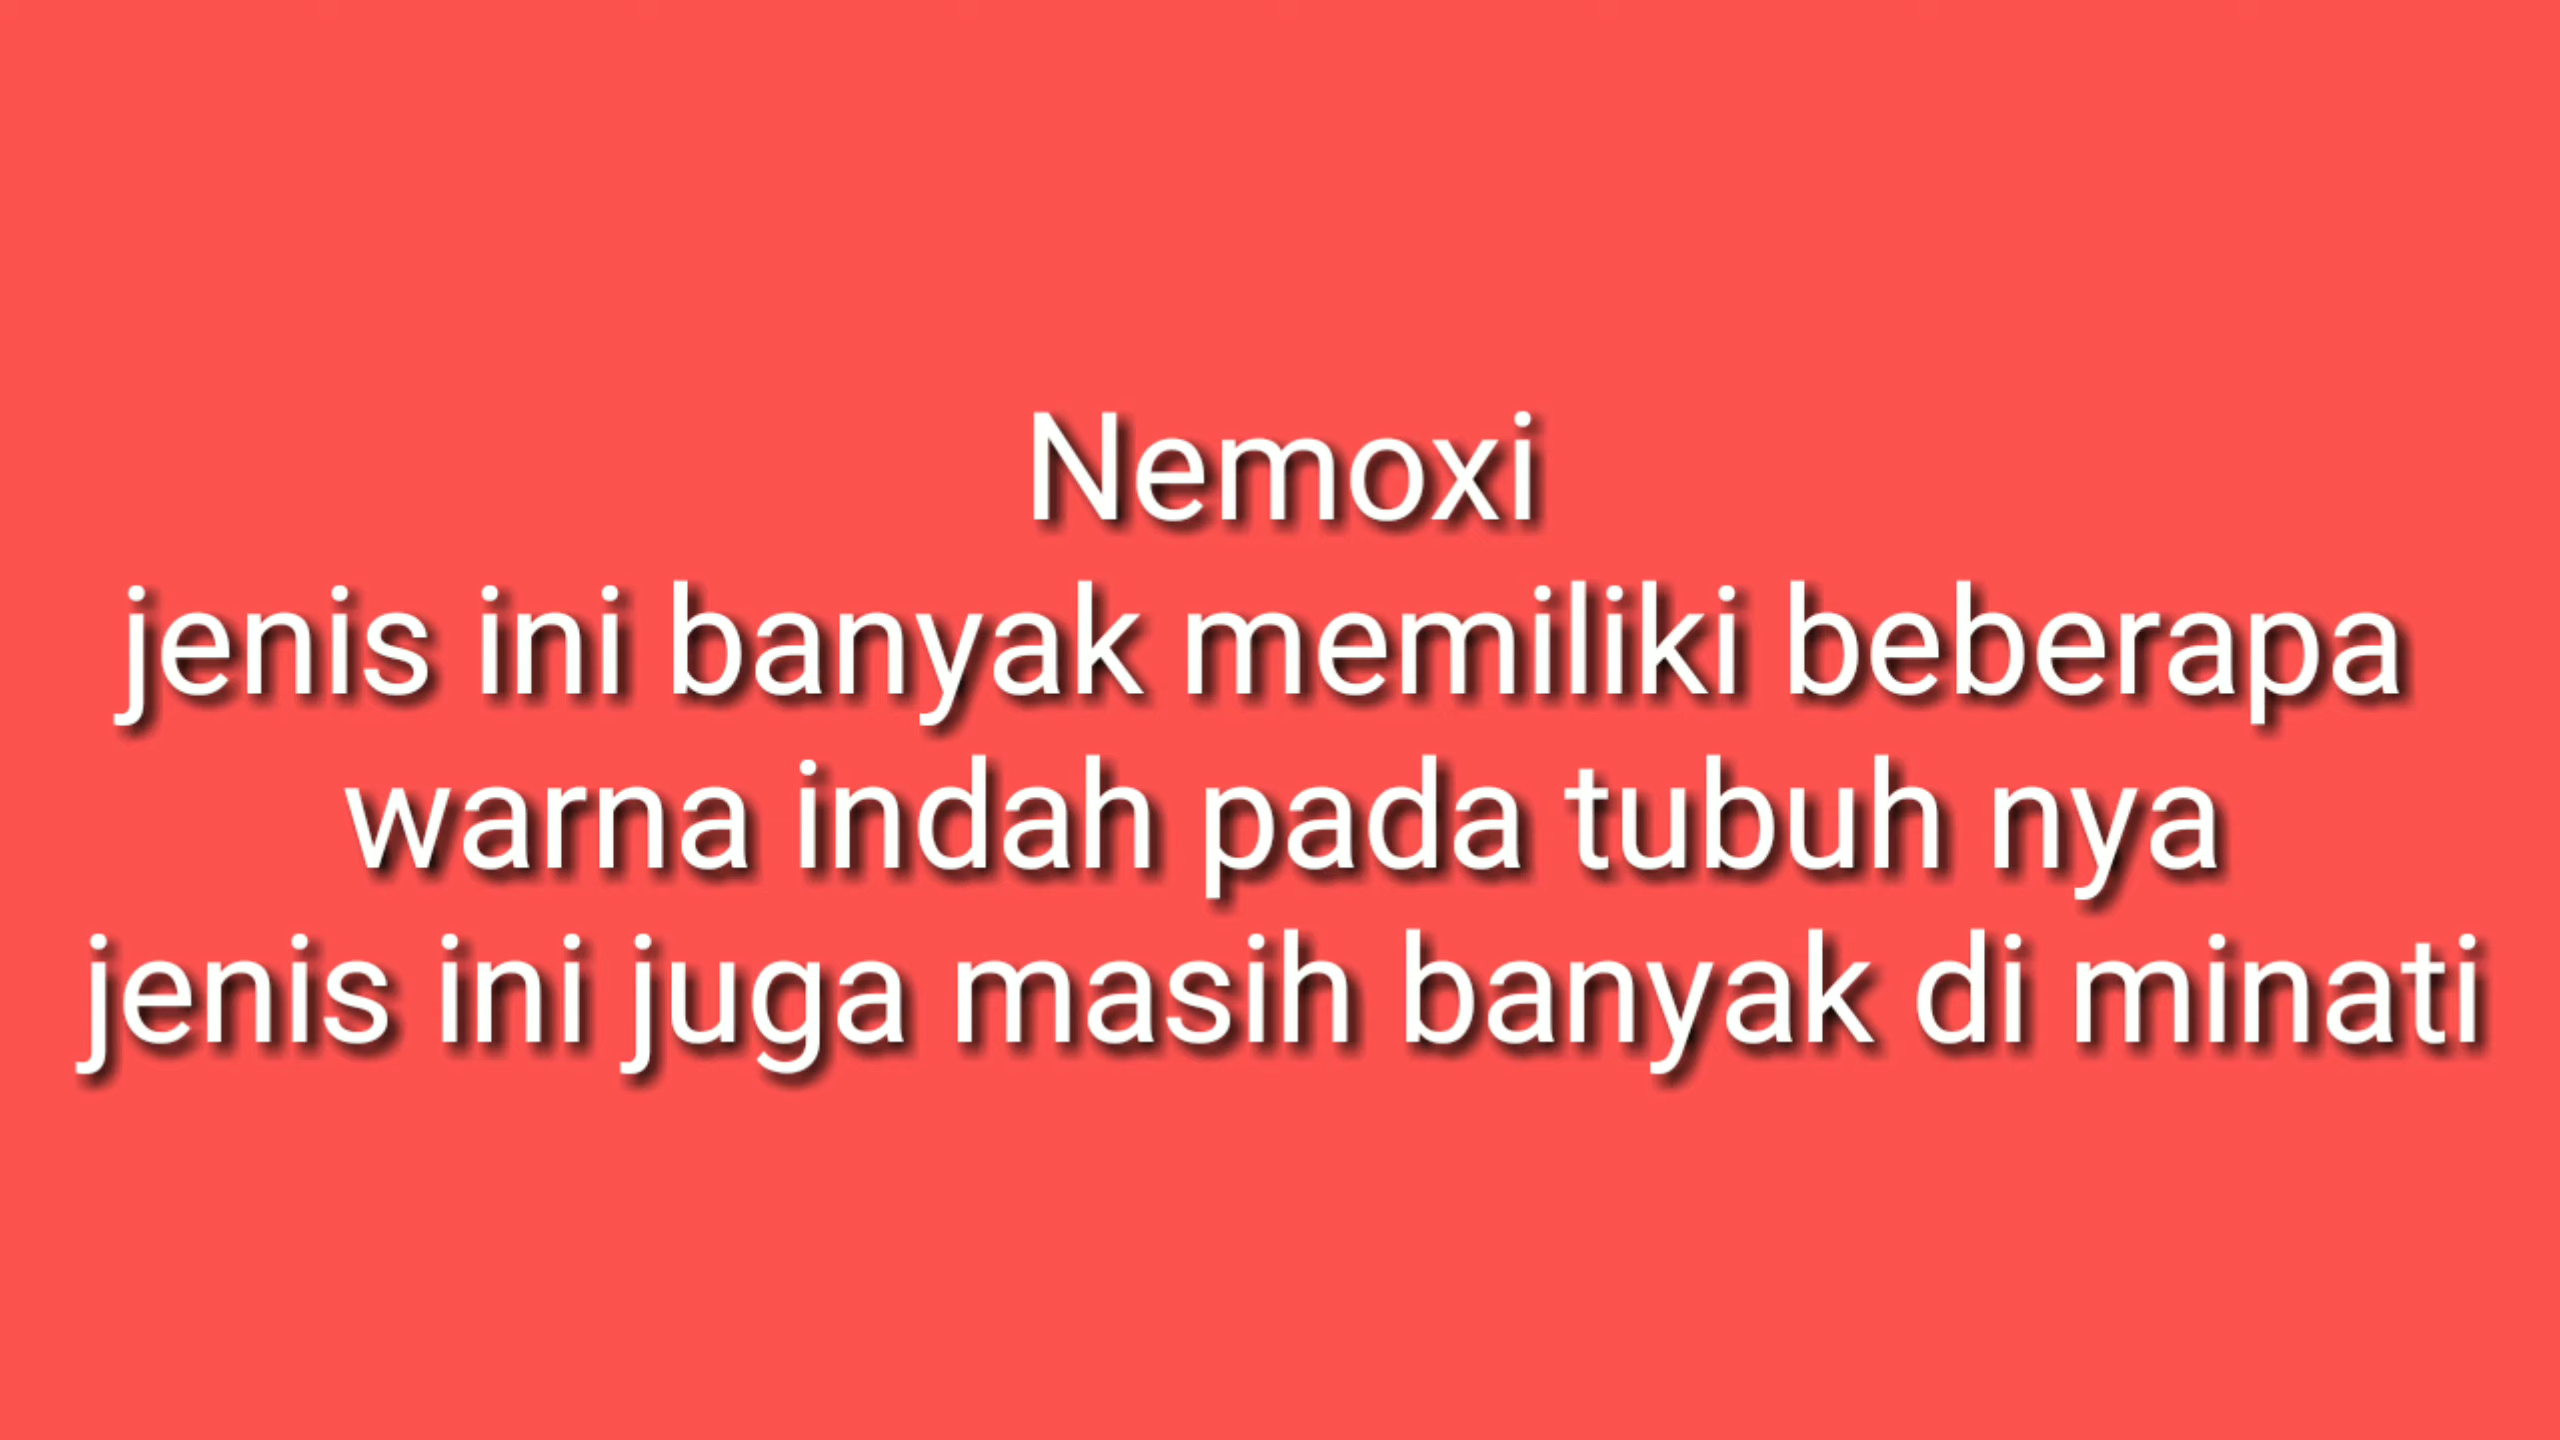 Nemoxi
jenis ini banyak memiliki beberapa
warna indah pada tubuh nya
jenis ini juga masih banyak di minati